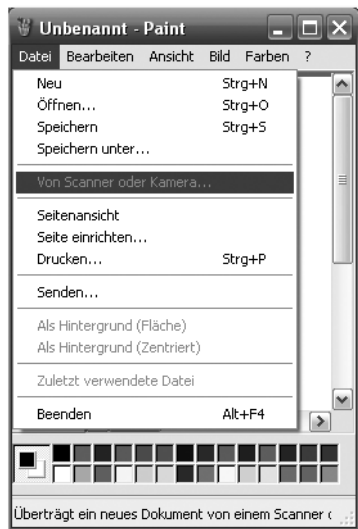 Unbenannt - Paint
Datei Bearbeiten Ansicht Bild Farben ?
Neu Strg+N
Öffnen... Strg+O
Speichern Strg+S
Speichern unter...
Von Scanner oder Kamera...
Seitenansicht
Seite einrichten...
Drucken... Strg+P
Senden...
Als Hintergrund (Fläche)
Als Hintergrund (Zentriert)
Zuletzt verwendete Datei
Beenden Alt+F4
Überträgt ein neues Dokument von einem Scanner